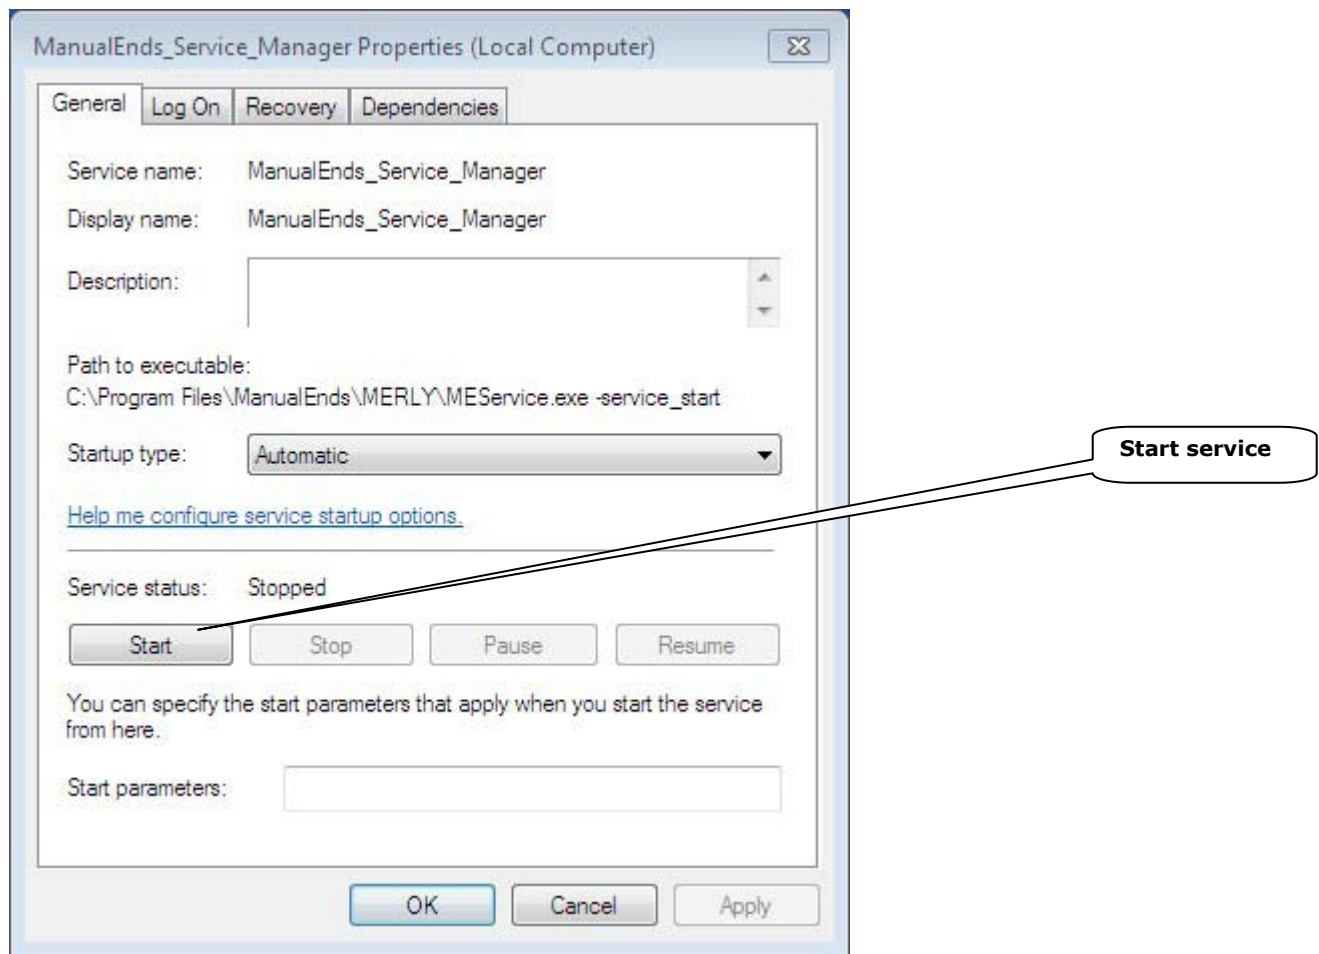 ManualEnds_Service_Manager Properties (Local Computer)
General Log On Recovery Dependencies
Service name: ManualEnds_Service_Manager
Display name: ManualEnds_Service_Manager
Description:
Path to executable:
C:\Program Files\ManualEnds\MERLY\MEService.exe -service_start
Startup type: Automatic
Start service
Help me configure service startup options.
Service status: Stopped
Start Stop Pause Resume
You can specify the start parameters that apply when you start the service
from here.
Start parameters:
OK Cancel Apply